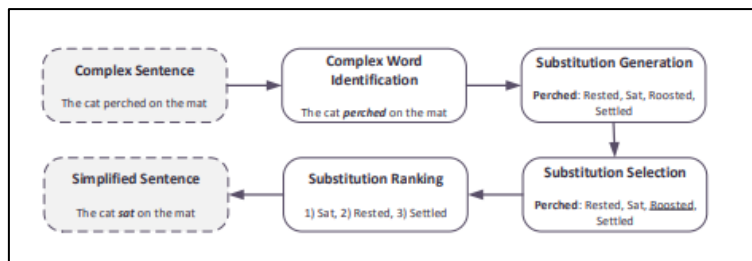 Complex Sentence
The cat perched on the mat
Complex Word
Identification
The cat perched on the mat
Substitution Generation
Perched: Rested, Sat, Roosted,
Settled
Substitution Selection
Perched: Rested, Sat, Roosted,
Settled
Substitution Ranking
1) Sat, 2) Rested, 3) Settled
Simplified Sentence
The cat sat on the mat